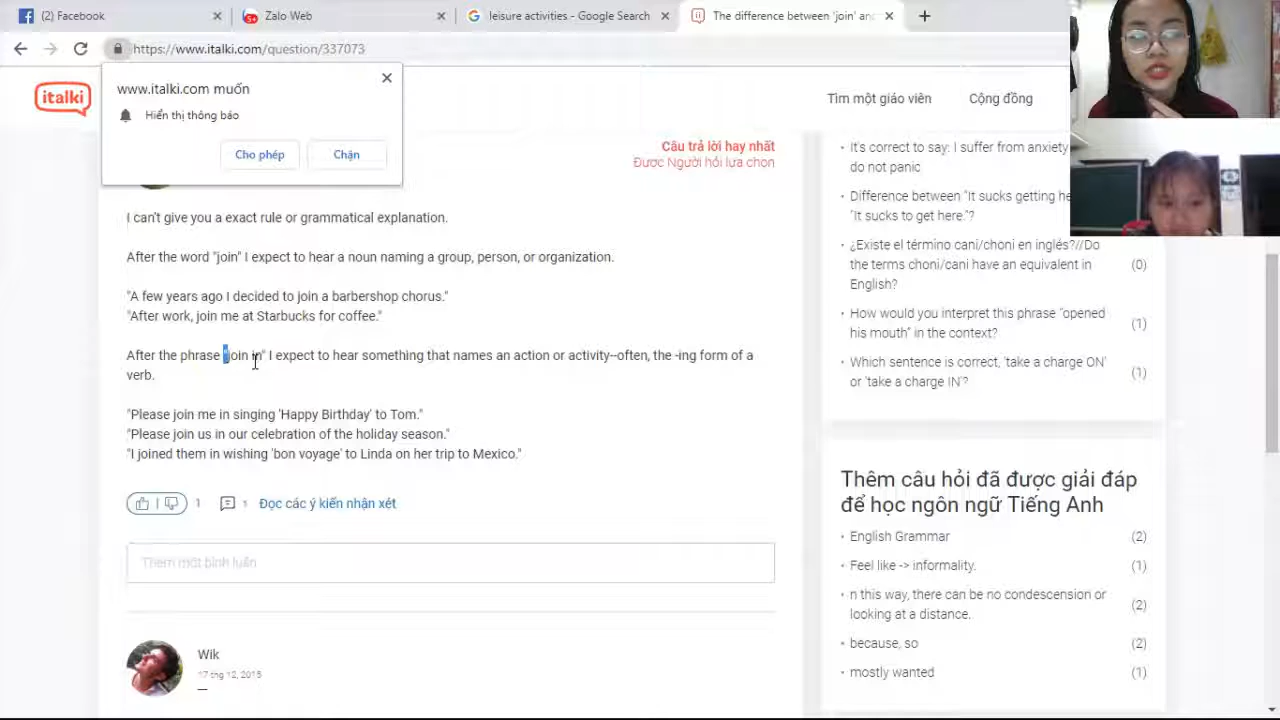 (2) Facebook
Zalo Web
5+
leisure activities - Google Search
The difference between 'join' and
https://www.italki.com/question/337073
www.italki.com muốn
Hiển thị thông báo
Cho phép
Chặn
italki
Tìm một giáo viên
Cộng đồng
Câu trả lời hay nhất
Được Người hỏi lựa chọn
I can't give you a exact rule or grammatical explanation.
After the word "join" I expect to hear a noun naming a group, person, or organization.
"A few years ago I decided to join a barbershop chorus."
"After work, join me at Starbucks for coffee."
After the phrase "join in" I expect to hear something that names an action or activity--often, the -ing form of a
verb.
"Please join me in singing 'Happy Birthday' to Tom."
"Please join us in our celebration of the holiday season."
"I joined them in wishing 'bon voyage' to Linda on her trip to Mexico."
1
1
Đọc các ý kiến nhận xét
Thêm một bình luận
Wik
17 thg 12, 2015
It's correct to say: I suffer from anxiety
do not panic
Difference between "It sucks getting he
"It sucks to get here."?
¿Existe el término cani/choni en inglés?//Do
the terms choni/cani have an equivalent in
English?
(0)
How would you interpret this phrase "opened
his mouth" in the context?
(1)
Which sentence is correct, 'take a charge ON'
or 'take a charge IN'?
(1)
Thêm câu hỏi đã được giải đáp
để học ngôn ngữ Tiếng Anh
English Grammar (2)
Feel like -> informality. (1)
n this way, there can be no condescension or
looking at a distance.
(2)
because, so (2)
mostly wanted (1)